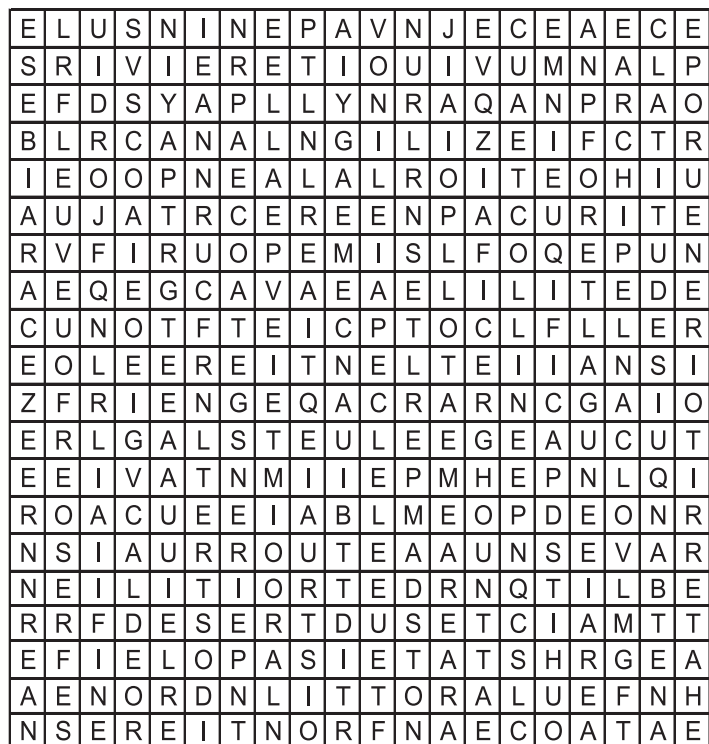 E L U S N I N E P A V N J E C E A E C E
S R I V I E R E T I O U I V U M N A L P
E F D S Y A P L L Y N R A Q A N P R A O
B L R C A N A L N G I L I Z E I F C T R
I E O O P N E A L A L R O I T E O H I U
A U J A T R C E R E E N P A C U R I T E
R V F I R U O P E M I S L F O Q E P U N
A E Q E G C A V A E A E L I L I T E D E
C U N O T F T E I C P T O C L F L L E R
E O L E E R E I T N E L T E I I A N S I
Z F R I E N G E Q A C R A R N C G A I O
E R L G A L S T E U L E E G E A U C U T
E E I V A T N M I I E P M H E P N L Q I
R O A C U E E I A B L M E O P D E O N R
N S I A U R R O U T E A A U N S E V A R
N E I L I T I O R T E D R N Q T I L B E
R R F D E S E R T D U S E T C I A M T T
E F I E L O P A S I E T A T S H R G E A
A E N O R D N L I T T O R A L U E F N H
N S E R E I T N O R F N A E C O A T A E